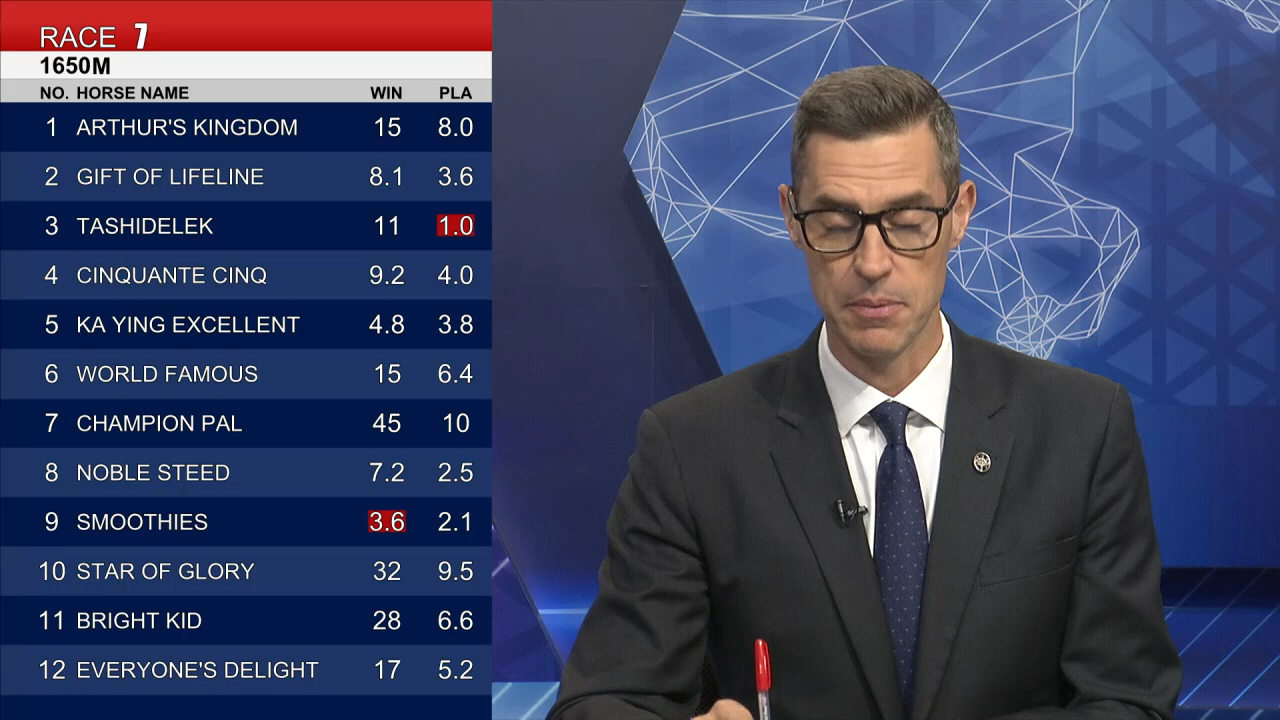 RACE 7
1650M
NO. HORSE NAME WIN PLA
1 ARTHUR'S KINGDOM 15 8.0
2 GIFT OF LIFELINE 8.1 3.6
3 TASHIDELEK 11 1.0
4 CINQUANTE CINQ 9.2 4.0
5 KA YING EXCELLENT 4.8 3.8
6 WORLD FAMOUS 15 6.4
7 CHAMPION PAL 45 10
8 NOBLE STEED 7.2 2.5
9 SMOOTHIES 3.6 2.1
10 STAR OF GLORY 32 9.5
11 BRIGHT KID 28 6.6
12 EVERYONE'S DELIGHT 17 5.2